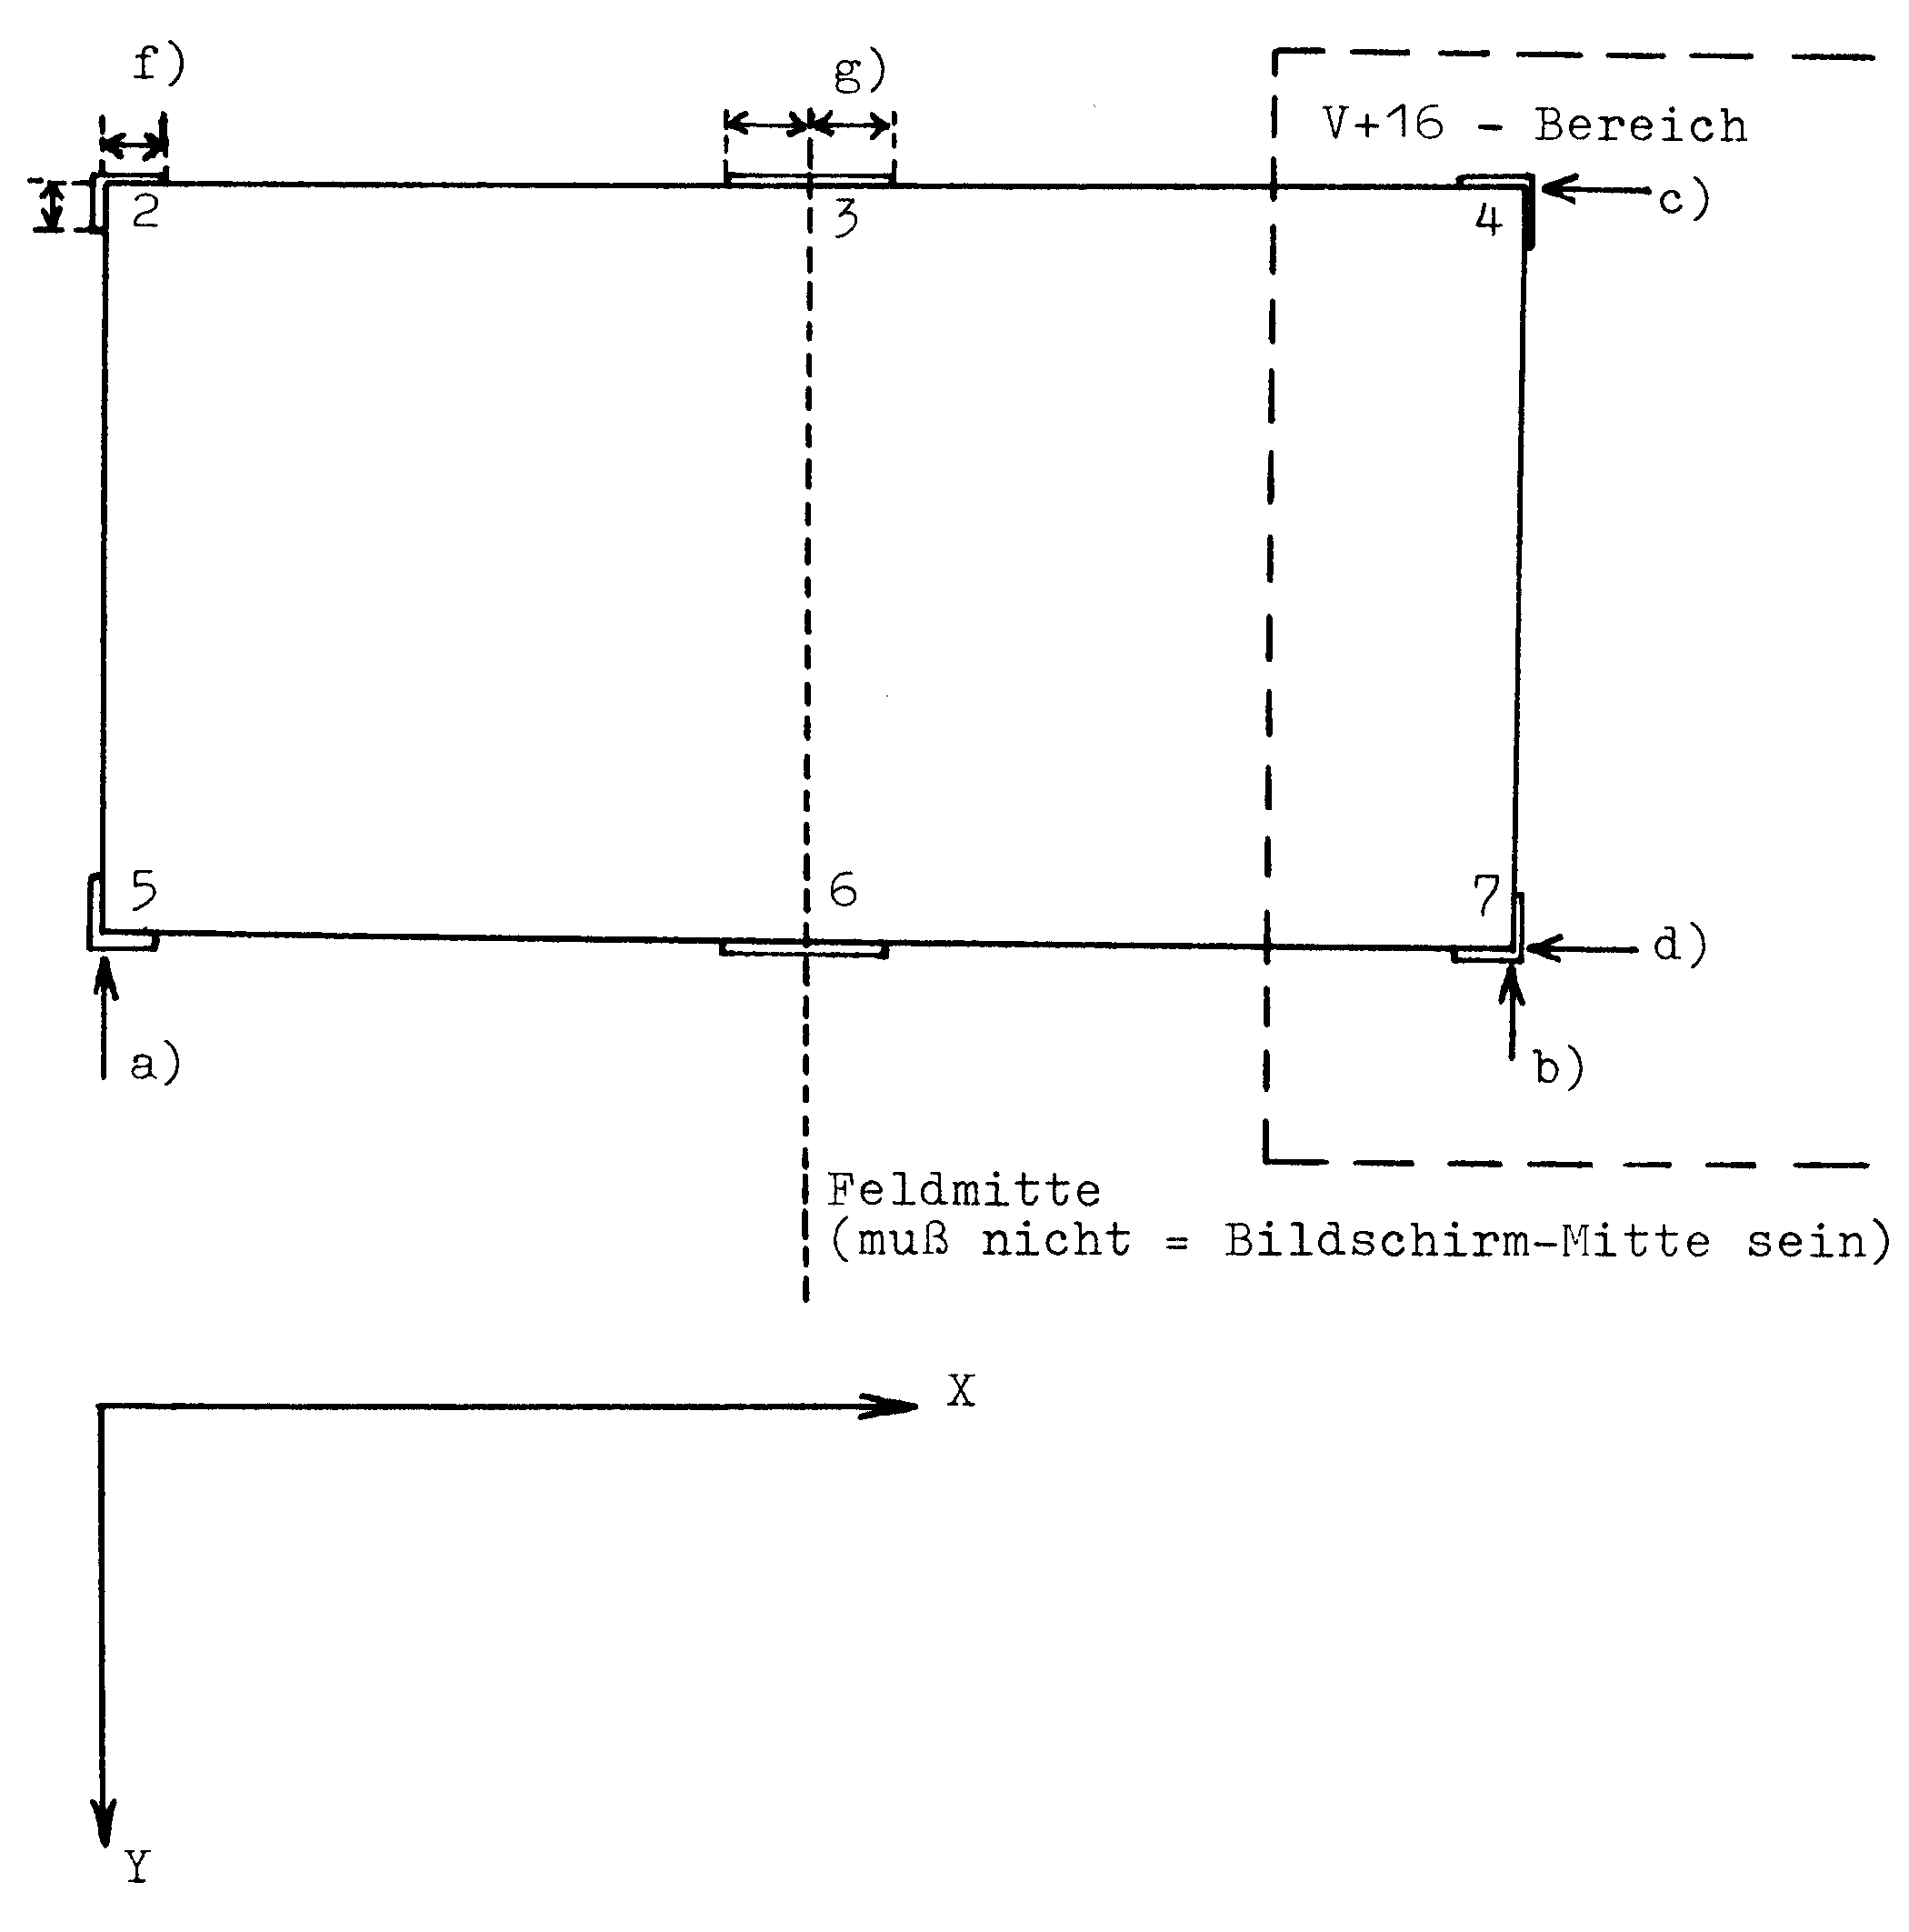 f)
g)
V+16 - Bereich
2
3
4
c)
5
6
7
d)
a)
b)
Feldmitte
(muß nicht = Bildschirm-Mitte sein)
X
Y